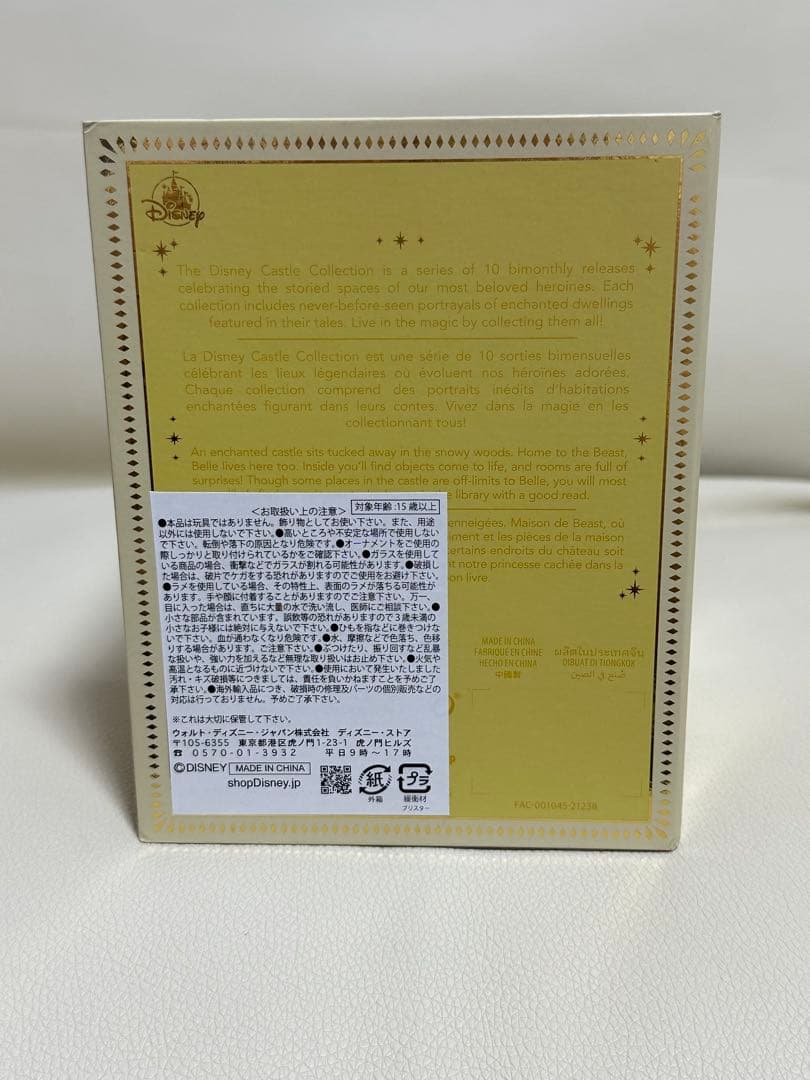 Disney
The Disney Castle Collection is a series of 10 bimonthly releases
celebrating the storied spaces of our most beloved heroines. Each
collection includes never-before-seen portrayals of enchanted dwellings
featured in their tales. Live in the magic by collecting them all!
La Disney Castle Collection est une série de 10 sorties bimensuelles
célébrant les lieux légendaires où évoluent nos héroïnes adorées.
Chaque collection comprend des portraits inédits d'habitations
enchantées figurant dans leurs contes. Vivez dans la magie en les
collectionnant tous!
An enchanted castle sits tucked away in the snowy woods. Home to the Beast,
Belle lives here too. Inside you'll find objects come to life, and rooms are full of
surprises! Though some places in the castle are off-limits to Belle, you will most
e library with a good read.
enneigées. Maison de Beast, où
iment et les pièces de la maison
ertains endroits du château soit
nt notre princesse cachée dans la
on livre.
<お取扱い上の注意> 対象年齢:15歳以上
●本品は玩具ではありません。飾り物としてお使い下さい。また、用途
以外には使用しないで下さい。●高いところや不安定な場所で使用しない
で下さい。転倒や落下の原因となり危険です。●オーナメントをご使用の
際しっかりと取り付けられているかをご確認下さい。●ガラスを使用して
いる商品の場合、衝撃などでガラスが割れる可能性があります。●破損し
た場合は、破片でケガをする恐れがありますのでご使用をお避け下さい。
●ラメを使用している場合、その特性上、表面のラメが落ちる可能性が
あります。手や顔に付着することがありますのでご注意下さい。万一、
目に入った場合は、直ちに大量の水で洗い流し、医師にご相談下さい。●
小さな部品が含まれています。誤飲等の恐れがありますので3歳未満の
小さなお子様には絶対に与えないで下さい。●ひもを指などに巻きつけな
いで下さい。血が通わなくなり危険です。●水、摩擦などで色落ち、色移
りする場合があります。ご注意下さい。●ぶつけたり、振り回すなど乱暴
な扱いや、強い力を加えるなど無理な取り扱いはお止め下さい。●火気や
高温となるものに近づけないで下さい。●使用において発生いたしました
汚れ・キズ破損等につきましては、責任を負いかねますことを予めご了
承下さい。●海外輸入品につき、破損時の修理及パーツの個別販売などの
対応は行っておりません。予めご了承下さい。
※これは大切に保管して下さい。
ウォルト・ディズニー・ジャパン株式会社 ディズニー・ストア
〒105-6355 東京都港区虎ノ門1-23-1 虎ノ門ヒルズ
☎ 0570-01-3932 平日9時〜17時
©DISNEY MADE IN CHINA
shopDisney.jp
紙
外箱
プラ
緩衝材
ブリスター
MADE IN CHINA
FABRIQUÉ EN CHINE
HECHO EN CHINA
中國製
ผลิตในประเทศจีน
DIBUAT DI TIONGKOK
صُنع في الصين
FAC-001045-21238